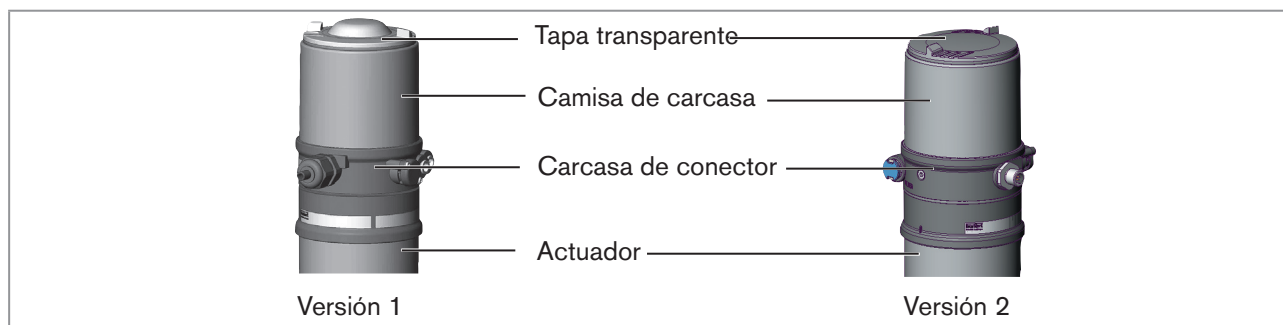 Tapa transparente
Camisa de carcasa
Carcasa de conector
Actuador
Versión 1
Versión 2